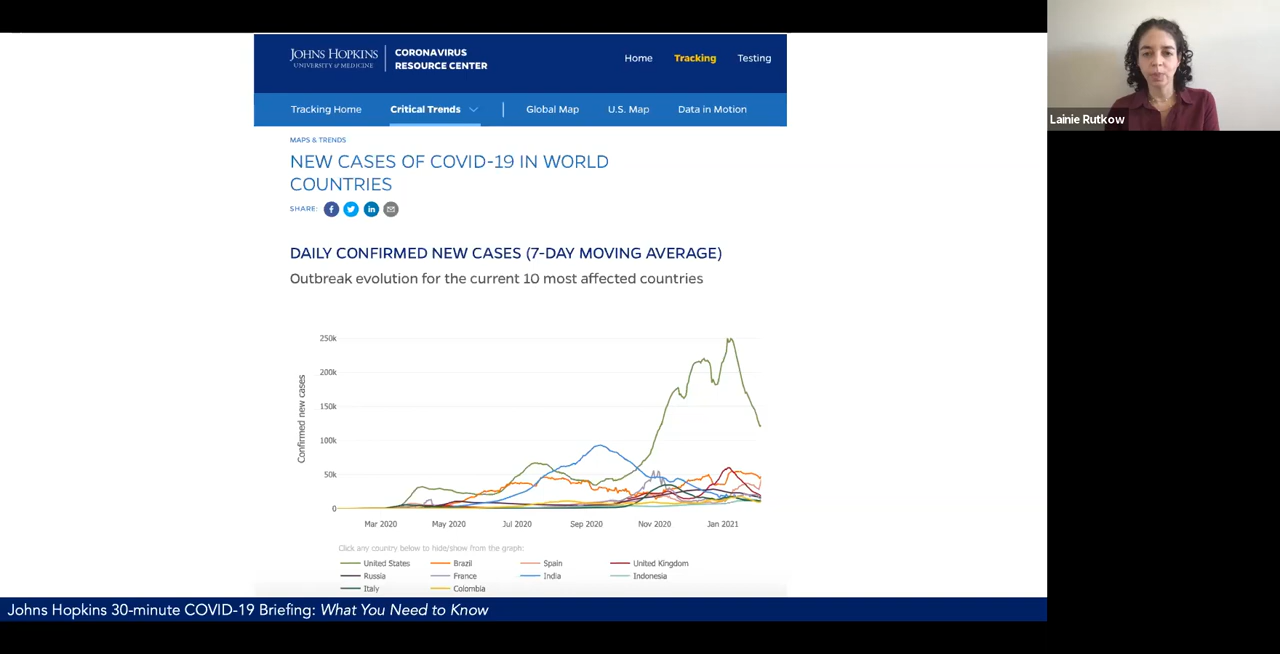 JOHNS HOPKINS
UNIVERSITY of MEDICINE
CORONAVIRUS
RESOURCE CENTER
Home
Tracking
Testing
Tracking Home
Critical Trends
Global Map
U.S. Map
Data in Motion
MAPS & TRENDS
NEW CASES OF COVID-19 IN WORLD
COUNTRIES
SHARE:
DAILY CONFIRMED NEW CASES (7-DAY MOVING AVERAGE)
Outbreak evolution for the current 10 most affected countries
Confirmed new cases
250k
200k
150k
100k
50k
0
Mar 2020
May 2020
Jul 2020
Sep 2020
Nov 2020
Jan 2021
Click any country below to hide/show from the graph:
United States
Brazil
Spain
United Kingdom
Russia
France
India
Indonesia
Italy
Colombia
Lainie Rutkow
Johns Hopkins 30-minute COVID-19 Briefing: What You Need to Know